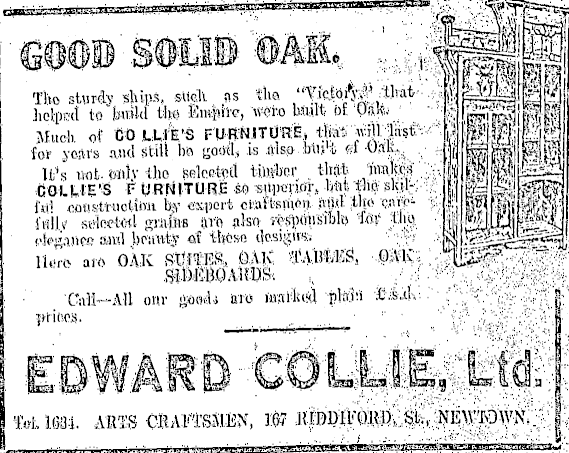 GOOD SOLID OAK.
The sturdy ships, such as the "Victory," that
helped to build the Empire, were built of Oak.
Much of COLLIE'S FURNITURE, that will last
for years and still be good, is also built of Oak.
It's not only the selected timber that makes
COLLIE'S FURNITURE so superior, but the skil-
ful construction by expert craftsmen and the care-
fully selected grains are also responsible for the
elegance and beauty of these designs.
Here are OAK SUITES, OAK TABLES, OAK
SIDEBOARDS.
Call—All our goods are marked plain £.s.d.
prices.
EDWARD COLLIE, Ltd.
Tel. 1634. ARTS CRAFTSMEN, 167 RIDDIFORD, St., NEWTOWN.